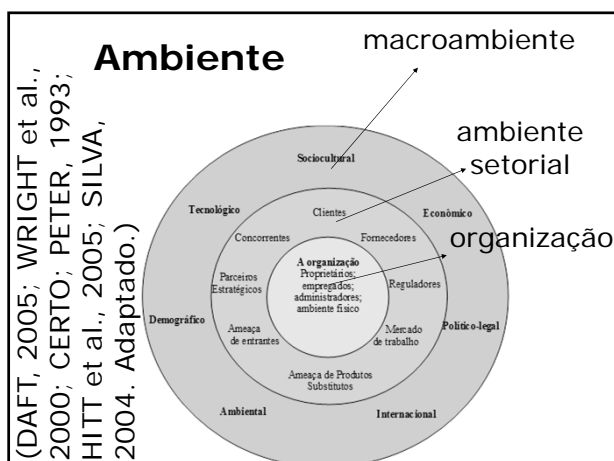 Ambiente
(DAFT, 2005; WRIGHT et al.,
2000; CERTO; PETER, 1993;
HITT et al., 2005; SILVA,
2004. Adaptado.)
macroambiente
ambiente
setorial
organização
Sociocultural
Tecnológico
Econômico
Demográfico
Político-legal
Ambiental
Internacional
Clientes
Concorrentes
Fornecedores
Parceiros
Estratégicos
Reguladores
Ameaça
de entrantes
Mercado
de trabalho
Ameaça de Produtos
Substitutos
A organização
Proprietários;
empregados;
administradores;
ambiente físico